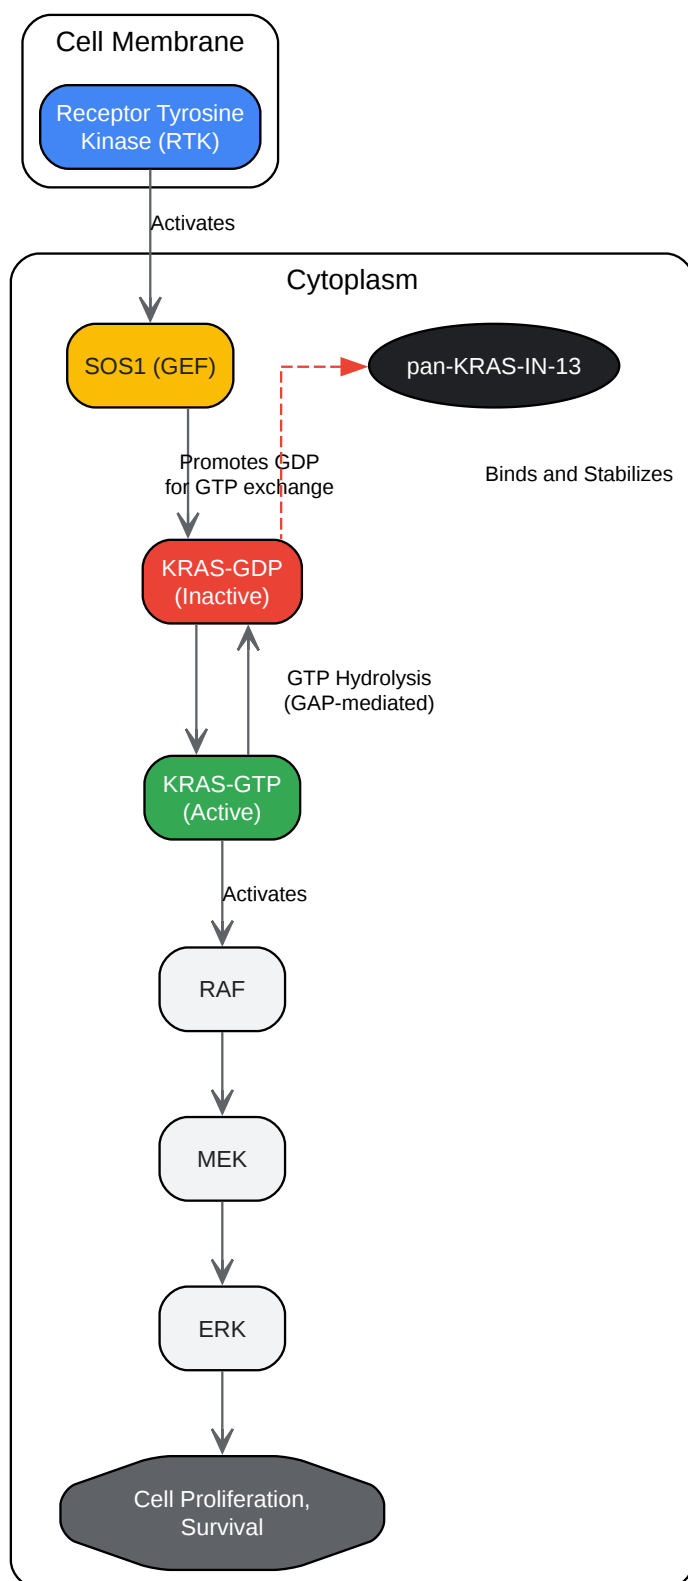 Cell Membrane
Receptor Tyrosine
Kinase (RTK)
Activates
Cytoplasm
SOS1 (GEF)
pan-KRAS-IN-13
Promotes GDP
for GTP exchange
Binds and Stabilizes
KRAS-GDP
(Inactive)
GTP Hydrolysis
(GAP-mediated)
KRAS-GTP
(Active)
Activates
RAF
MEK
ERK
Cell Proliferation,
Survival